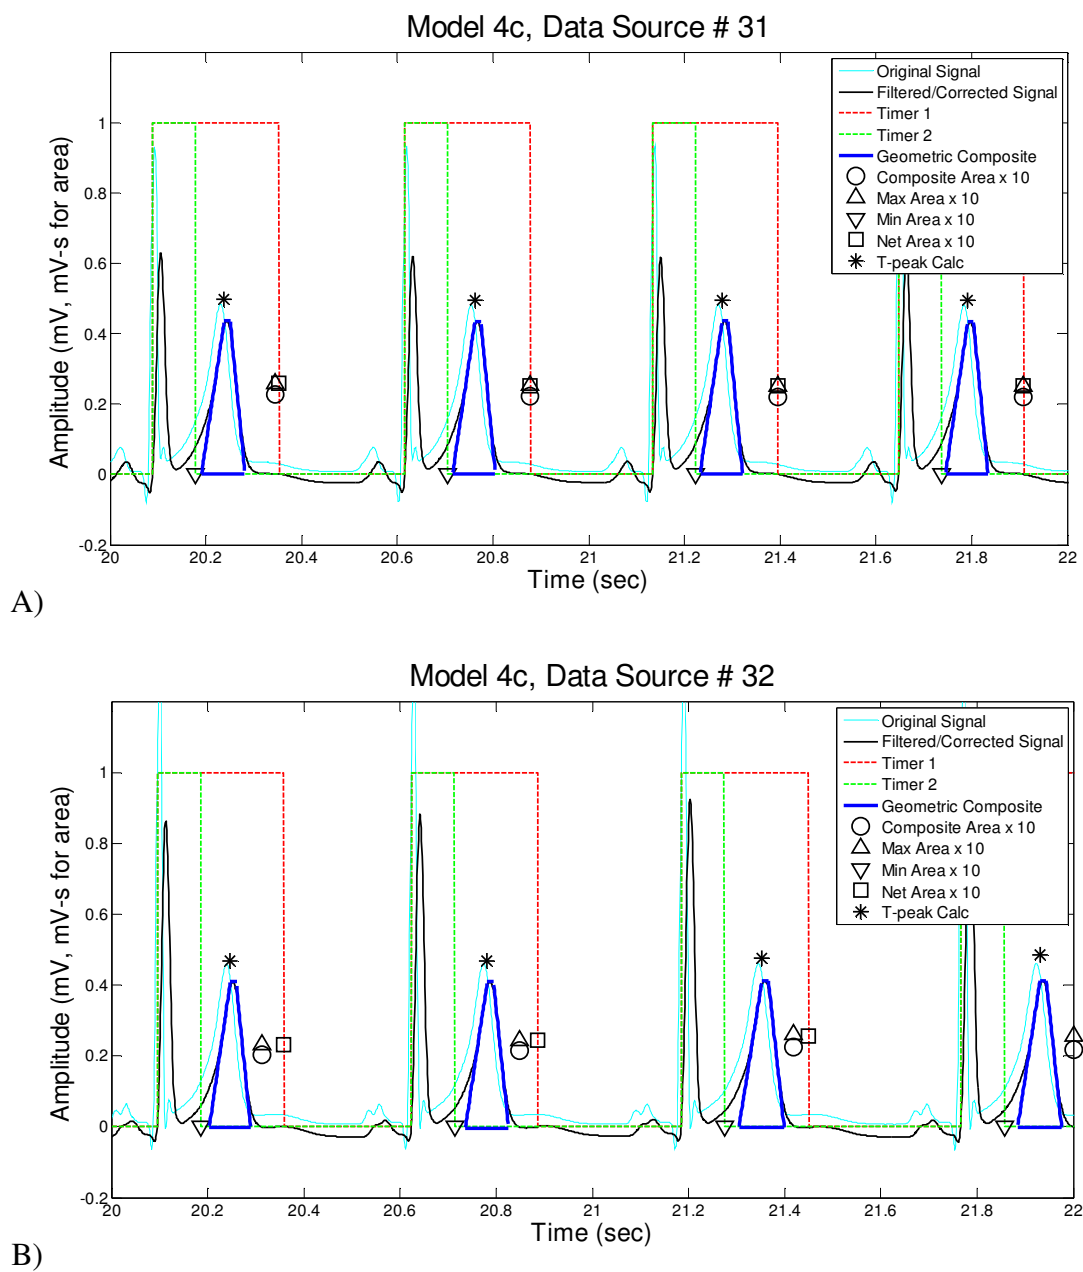 Model 4c, Data Source # 31
Original Signal
Filtered/Corrected Signal
Timer 1
Timer 2
Geometric Composite
Composite Area x 10
Max Area x 10
Min Area x 10
Net Area x 10
T-peak Calc
Amplitude (mV, mV-s for area)
1
0.8
0.6
0.4
0.2
0
-0.2
20 20.2 20.4 20.6 20.8 21 21.2 21.4 21.6 21.8 22
Time (sec)
A)
Model 4c, Data Source # 32
Original Signal
Filtered/Corrected Signal
Timer 1
Timer 2
Geometric Composite
Composite Area x 10
Max Area x 10
Min Area x 10
Net Area x 10
T-peak Calc
Amplitude (mV, mV-s for area)
1
0.8
0.6
0.4
0.2
0
-0.2
20 20.2 20.4 20.6 20.8 21 21.2 21.4 21.6 21.8 22
Time (sec)
B)